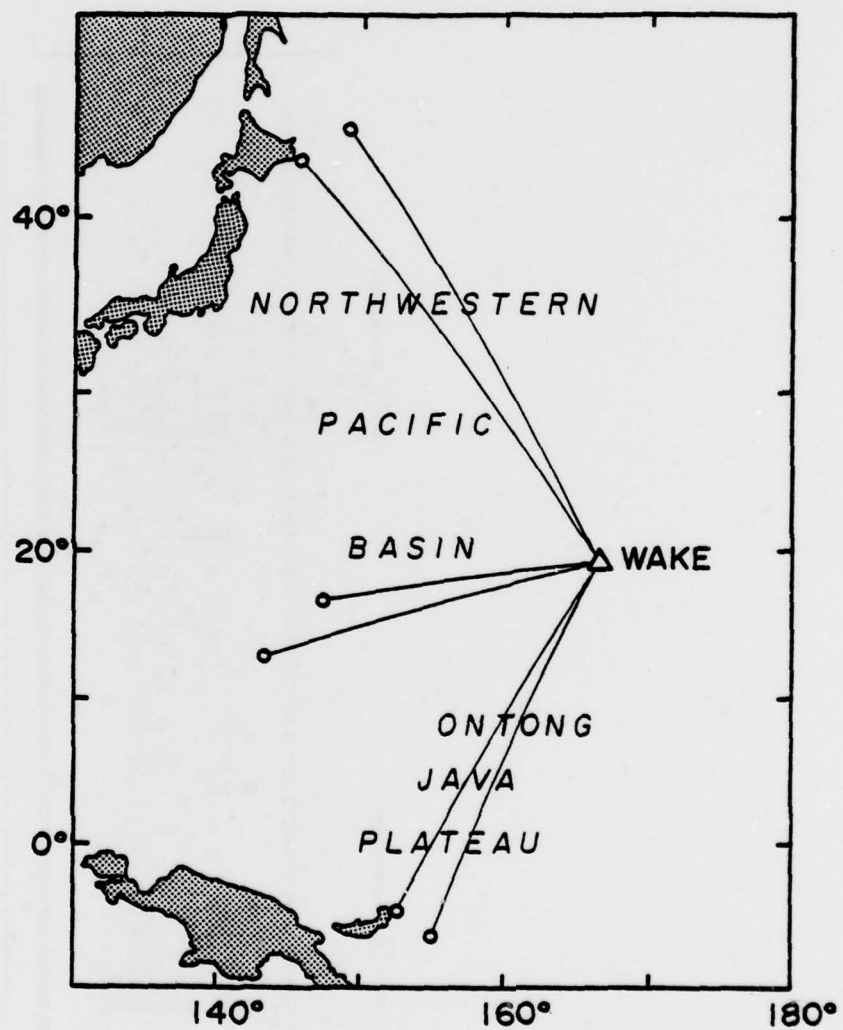 40°
NORTHWESTERN
PACIFIC
20°
BASIN
WAKE
ONTONG
JAVA
PLATEAU
0°
140°
160°
180°